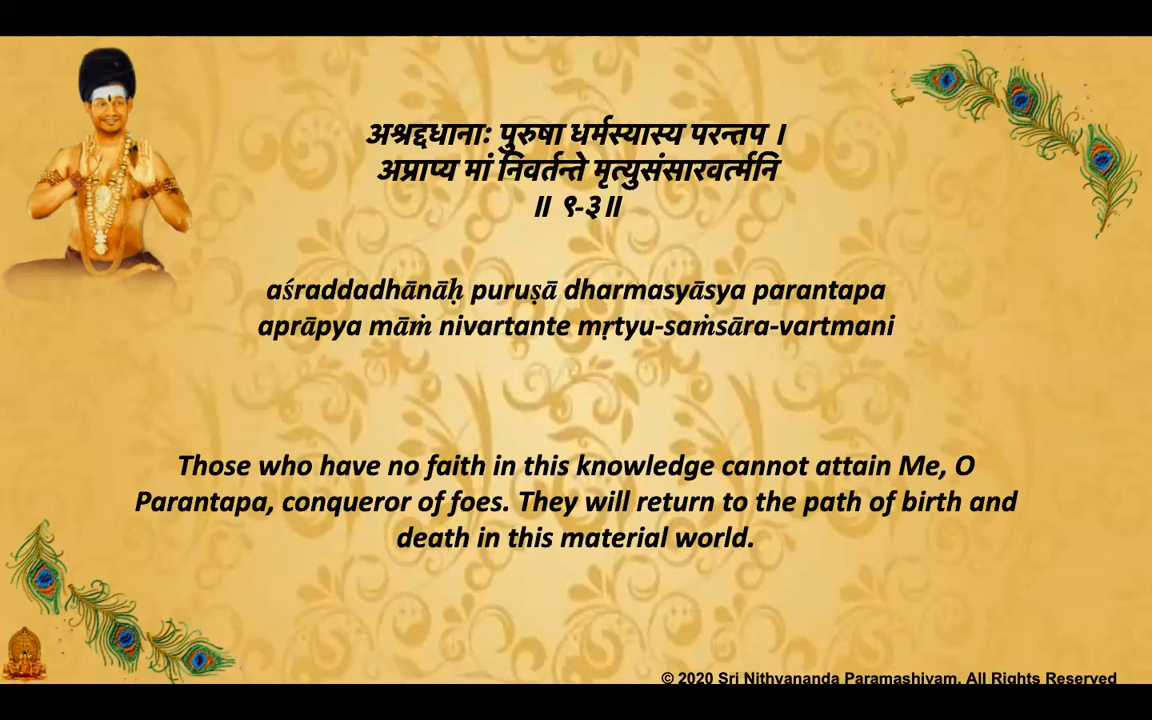 अश्रद्दधानाः पुरुषा धर्मस्यास्य परन्तप ।
अप्राप्य मां निवर्तन्ते मृत्युसंसारवर्त्मनि
॥ ९-३॥
aśraddadhānāḥ puruṣā dharmasyāsya parantapa
aprāpya māṁ nivartante mṛtyu-saṁsāra-vartmani
Those who have no faith in this knowledge cannot attain Me, O
Parantapa, conqueror of foes. They will return to the path of birth and
death in this material world.
© 2020 Sri Nithyananda Paramashivam. All Rights Reserved